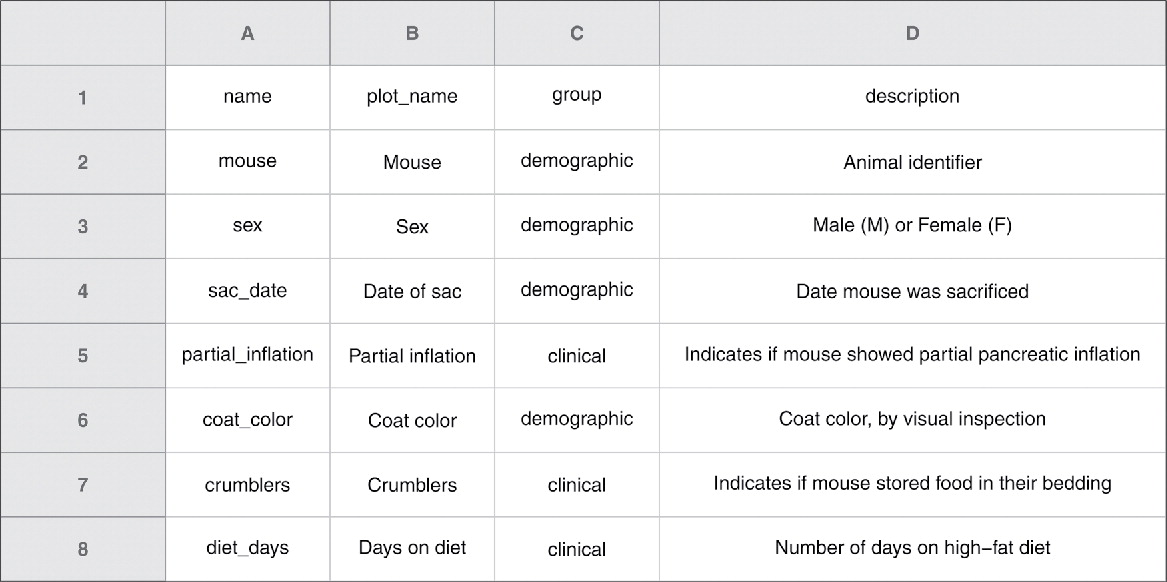 A B C D
1 name plot_name group description
2 mouse Mouse demographic Animal identifier
3 sex Sex demographic Male (M) or Female (F)
4 sac_date Date of sac demographic Date mouse was sacrificed
5 partial_inflation Partial inflation clinical Indicates if mouse showed partial pancreatic inflation
6 coat_color Coat color demographic Coat color, by visual inspection
7 crumblers Crumblers clinical Indicates if mouse stored food in their bedding
8 diet_days Days on diet clinical Number of days on high−fat diet